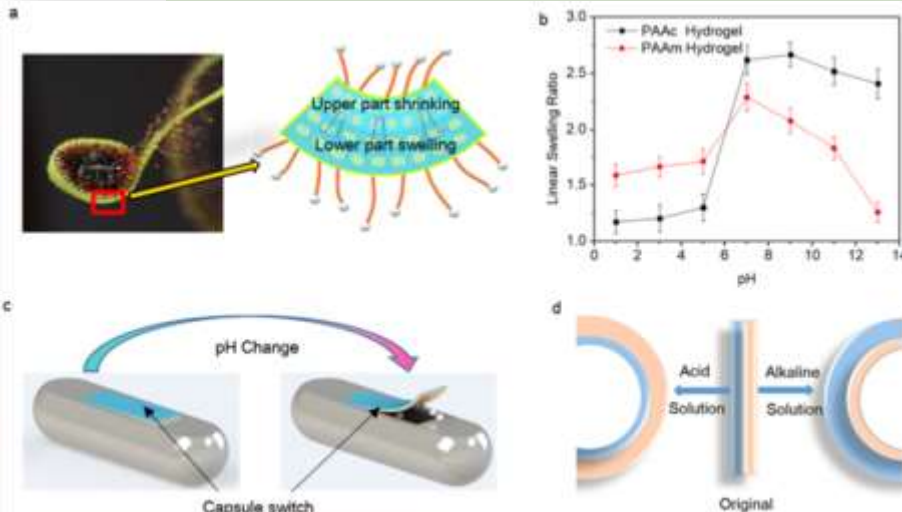 a
Upper part shrinking
Lower part swelling
b
3.0
2.5
2.0
1.5
1.0
Linear Swelling Ratio
PAAc Hydrogel
PAAm Hydrogel
0 2 4 6 8 10 12 14
pH
c
pH Change
Capsule switch
d
Acid
Solution
Alkaline
Solution
Original